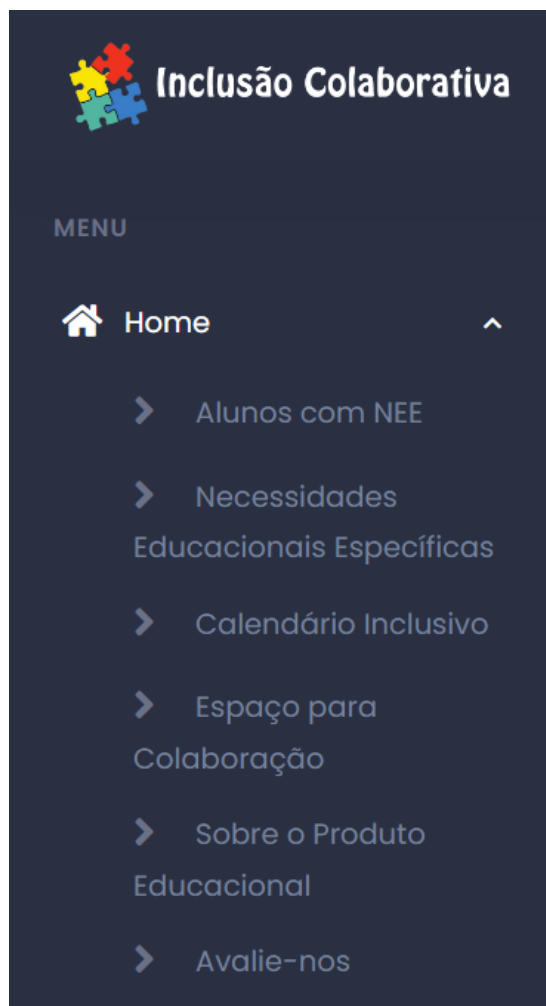 Inclusão Colaborativa
MENU
Home
Alunos com NEE
Necessidades
Educacionais Específicas
Calendário Inclusivo
Espaço para
Colaboração
Sobre o Produto
Educacional
Avalie-nos